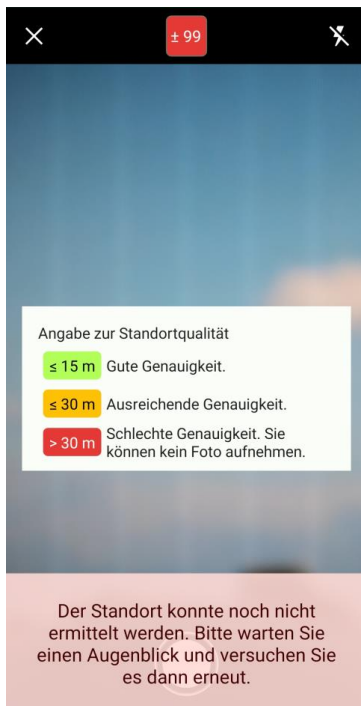 ± 99
Angabe zur Standortqualität
≤ 15 m Gute Genauigkeit.
≤ 30 m Ausreichende Genauigkeit.
> 30 m Schlechte Genauigkeit. Sie
können kein Foto aufnehmen.
Der Standort konnte noch nicht
ermittelt werden. Bitte warten Sie
einen Augenblick und versuchen Sie
es dann erneut.